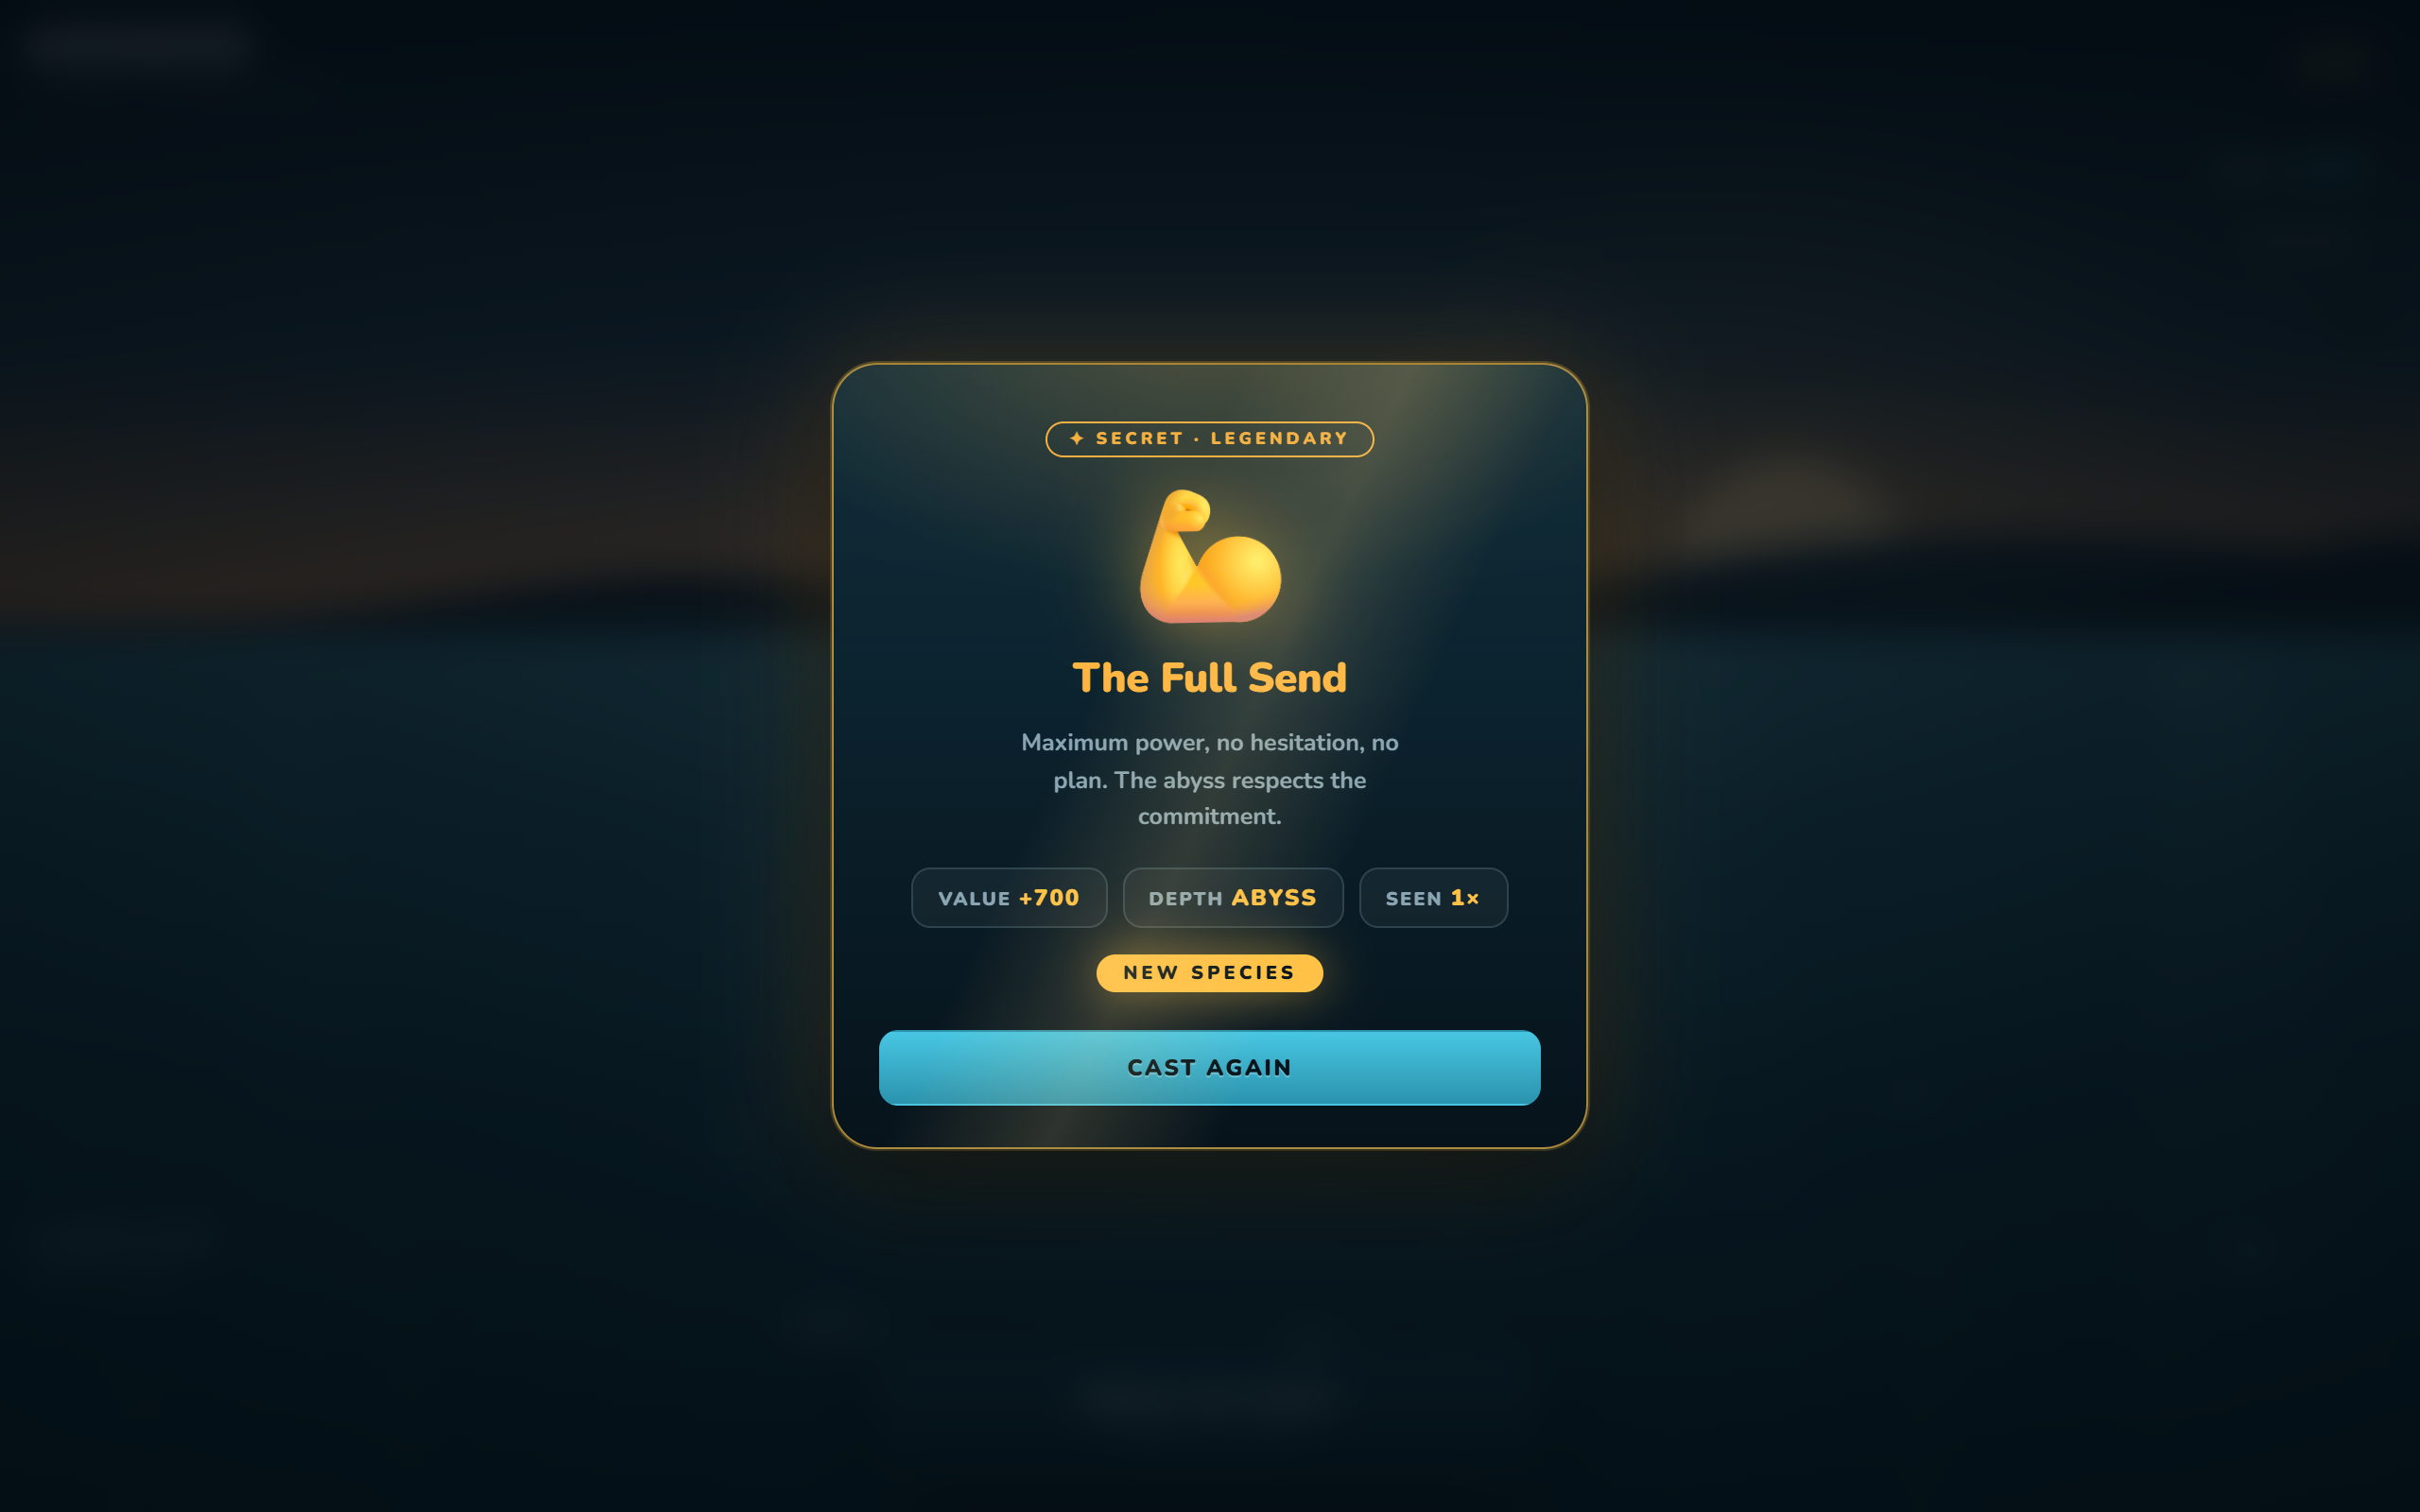 ✦ SECRET · LEGENDARY
The Full Send
Maximum power, no hesitation, no
plan. The abyss respects the
commitment.
VALUE +700 DEPTH ABYSS SEEN 1×
NEW SPECIES
CAST AGAIN